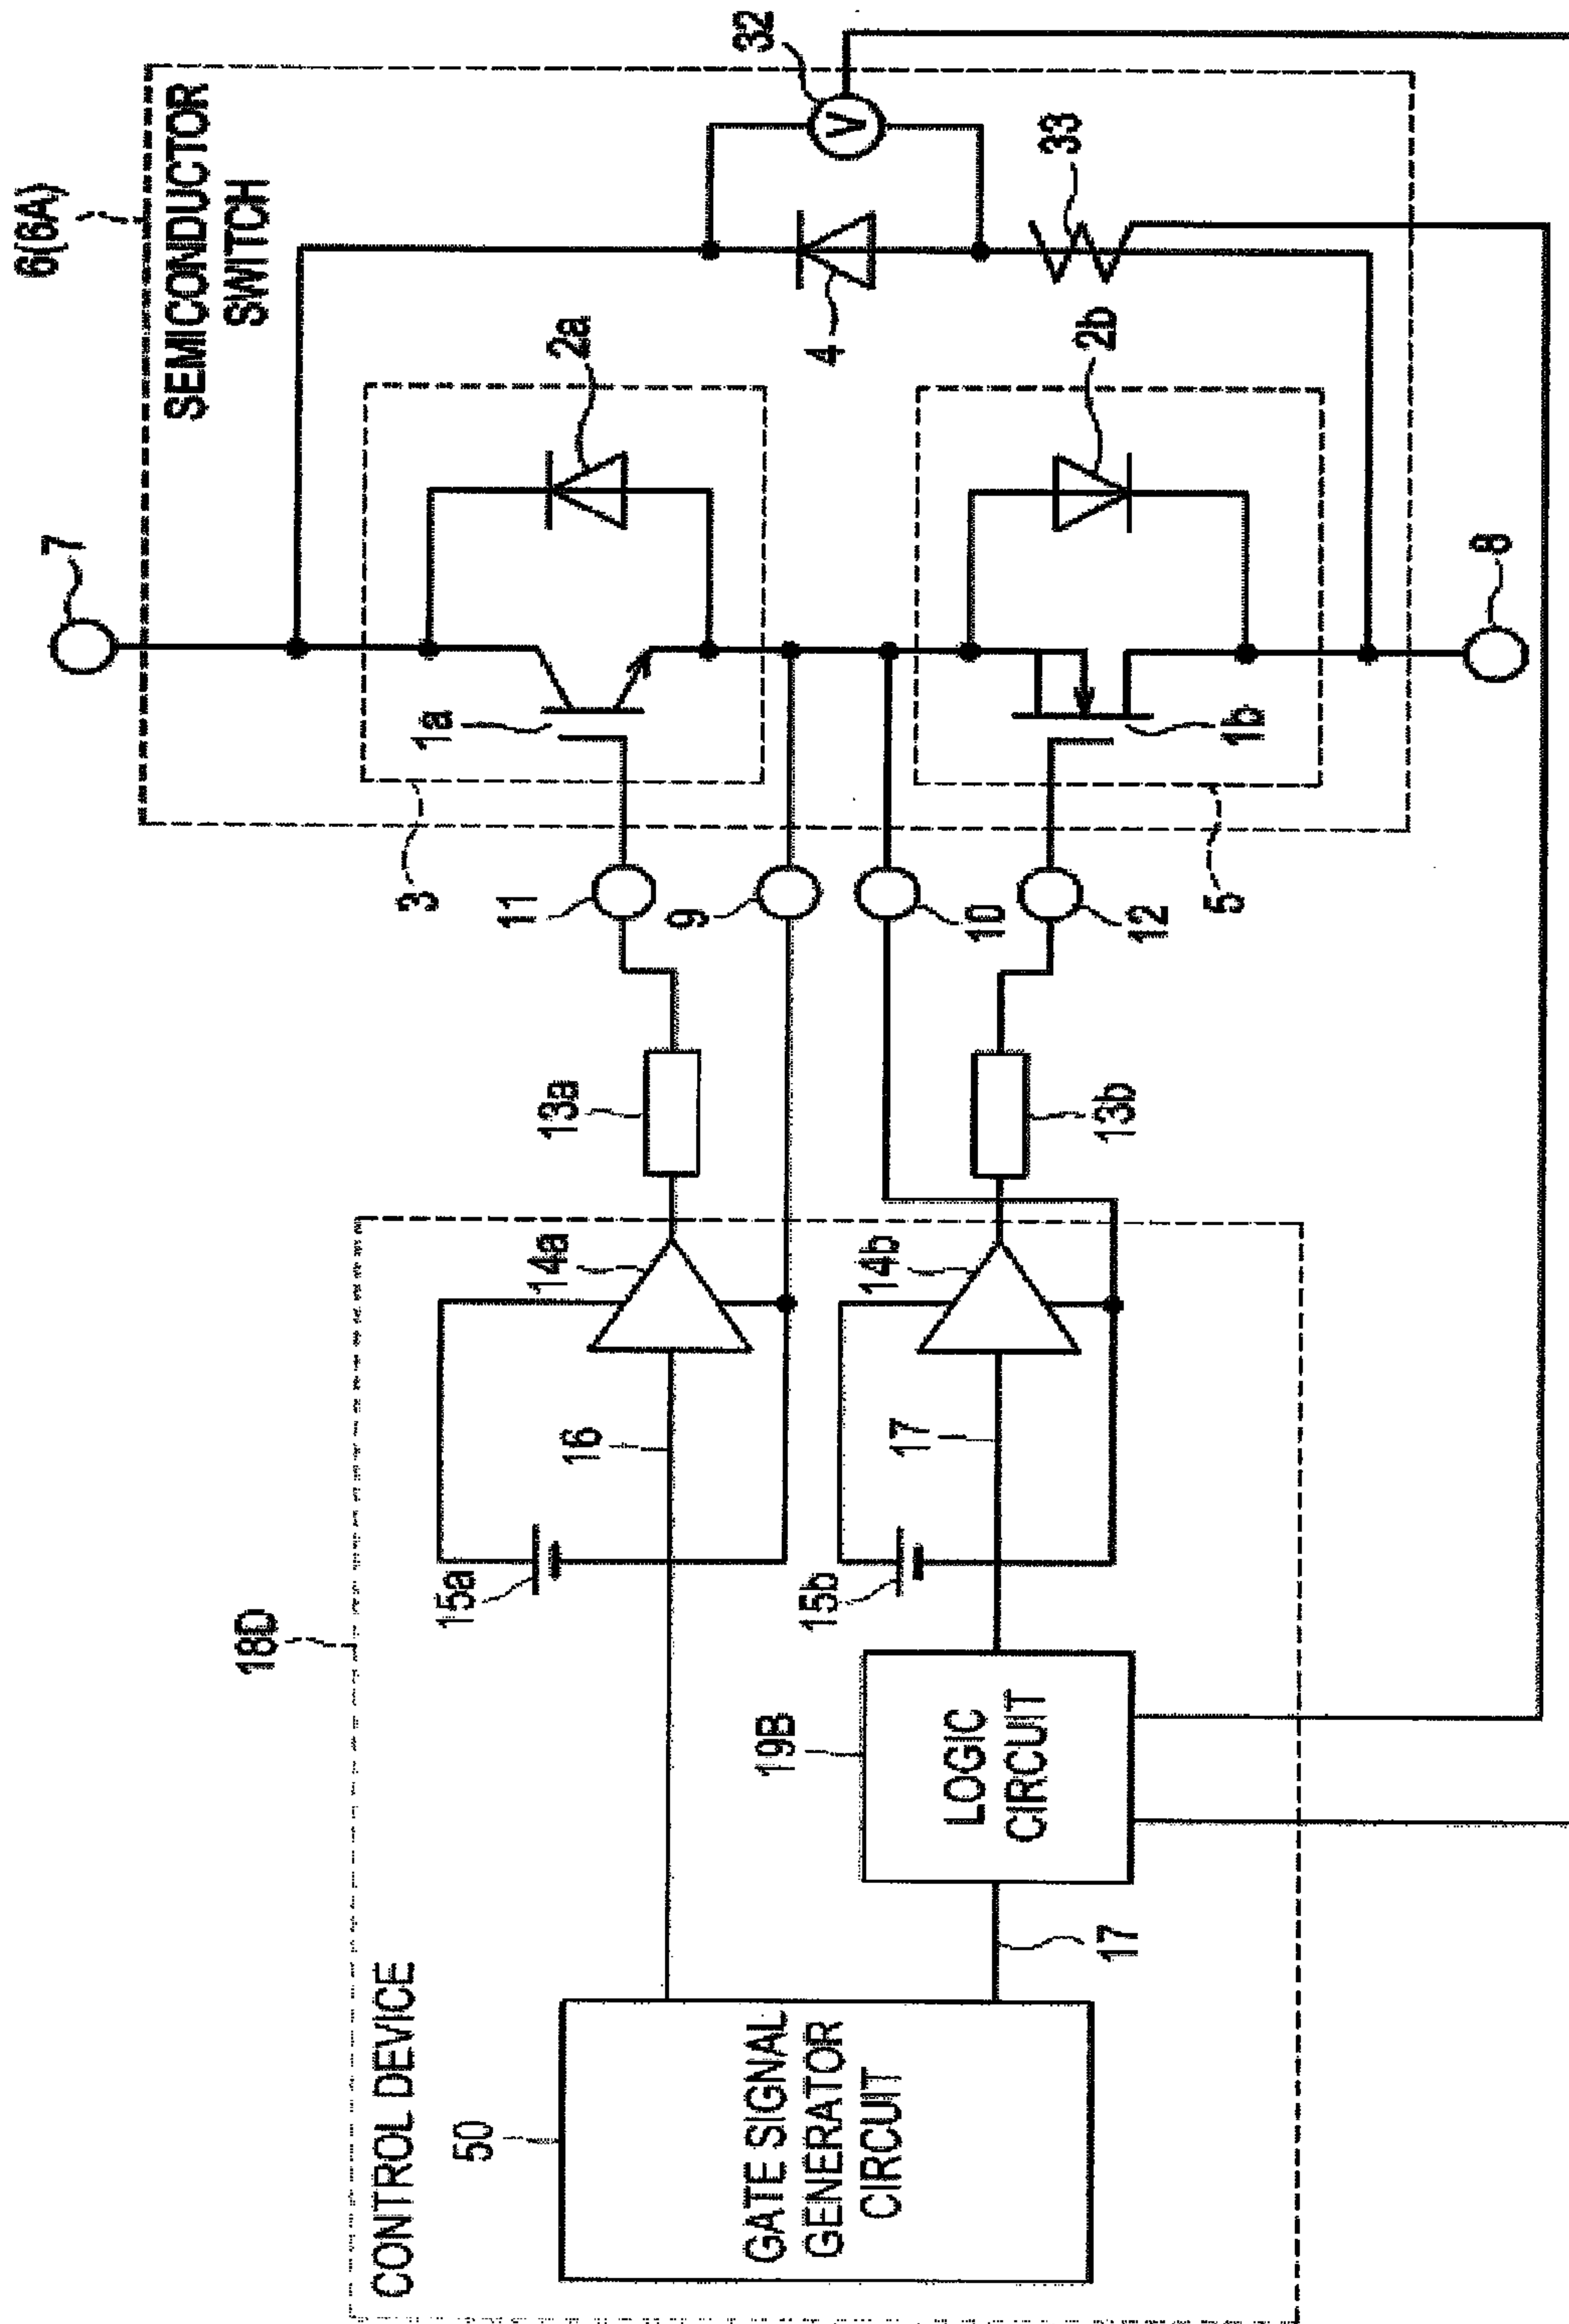 6(6A)
SEMICONDUCTOR
SWITCH
7
32
V
33
4
2a
2b
1a
1b
8
3
5
11
9
10
12
13a
13b
14a
14b
16
17
15a
15b
18D
19B
LOGIC
CIRCUIT
17
CONTROL DEVICE
50
GATE SIGNAL
GENERATOR
CIRCUIT